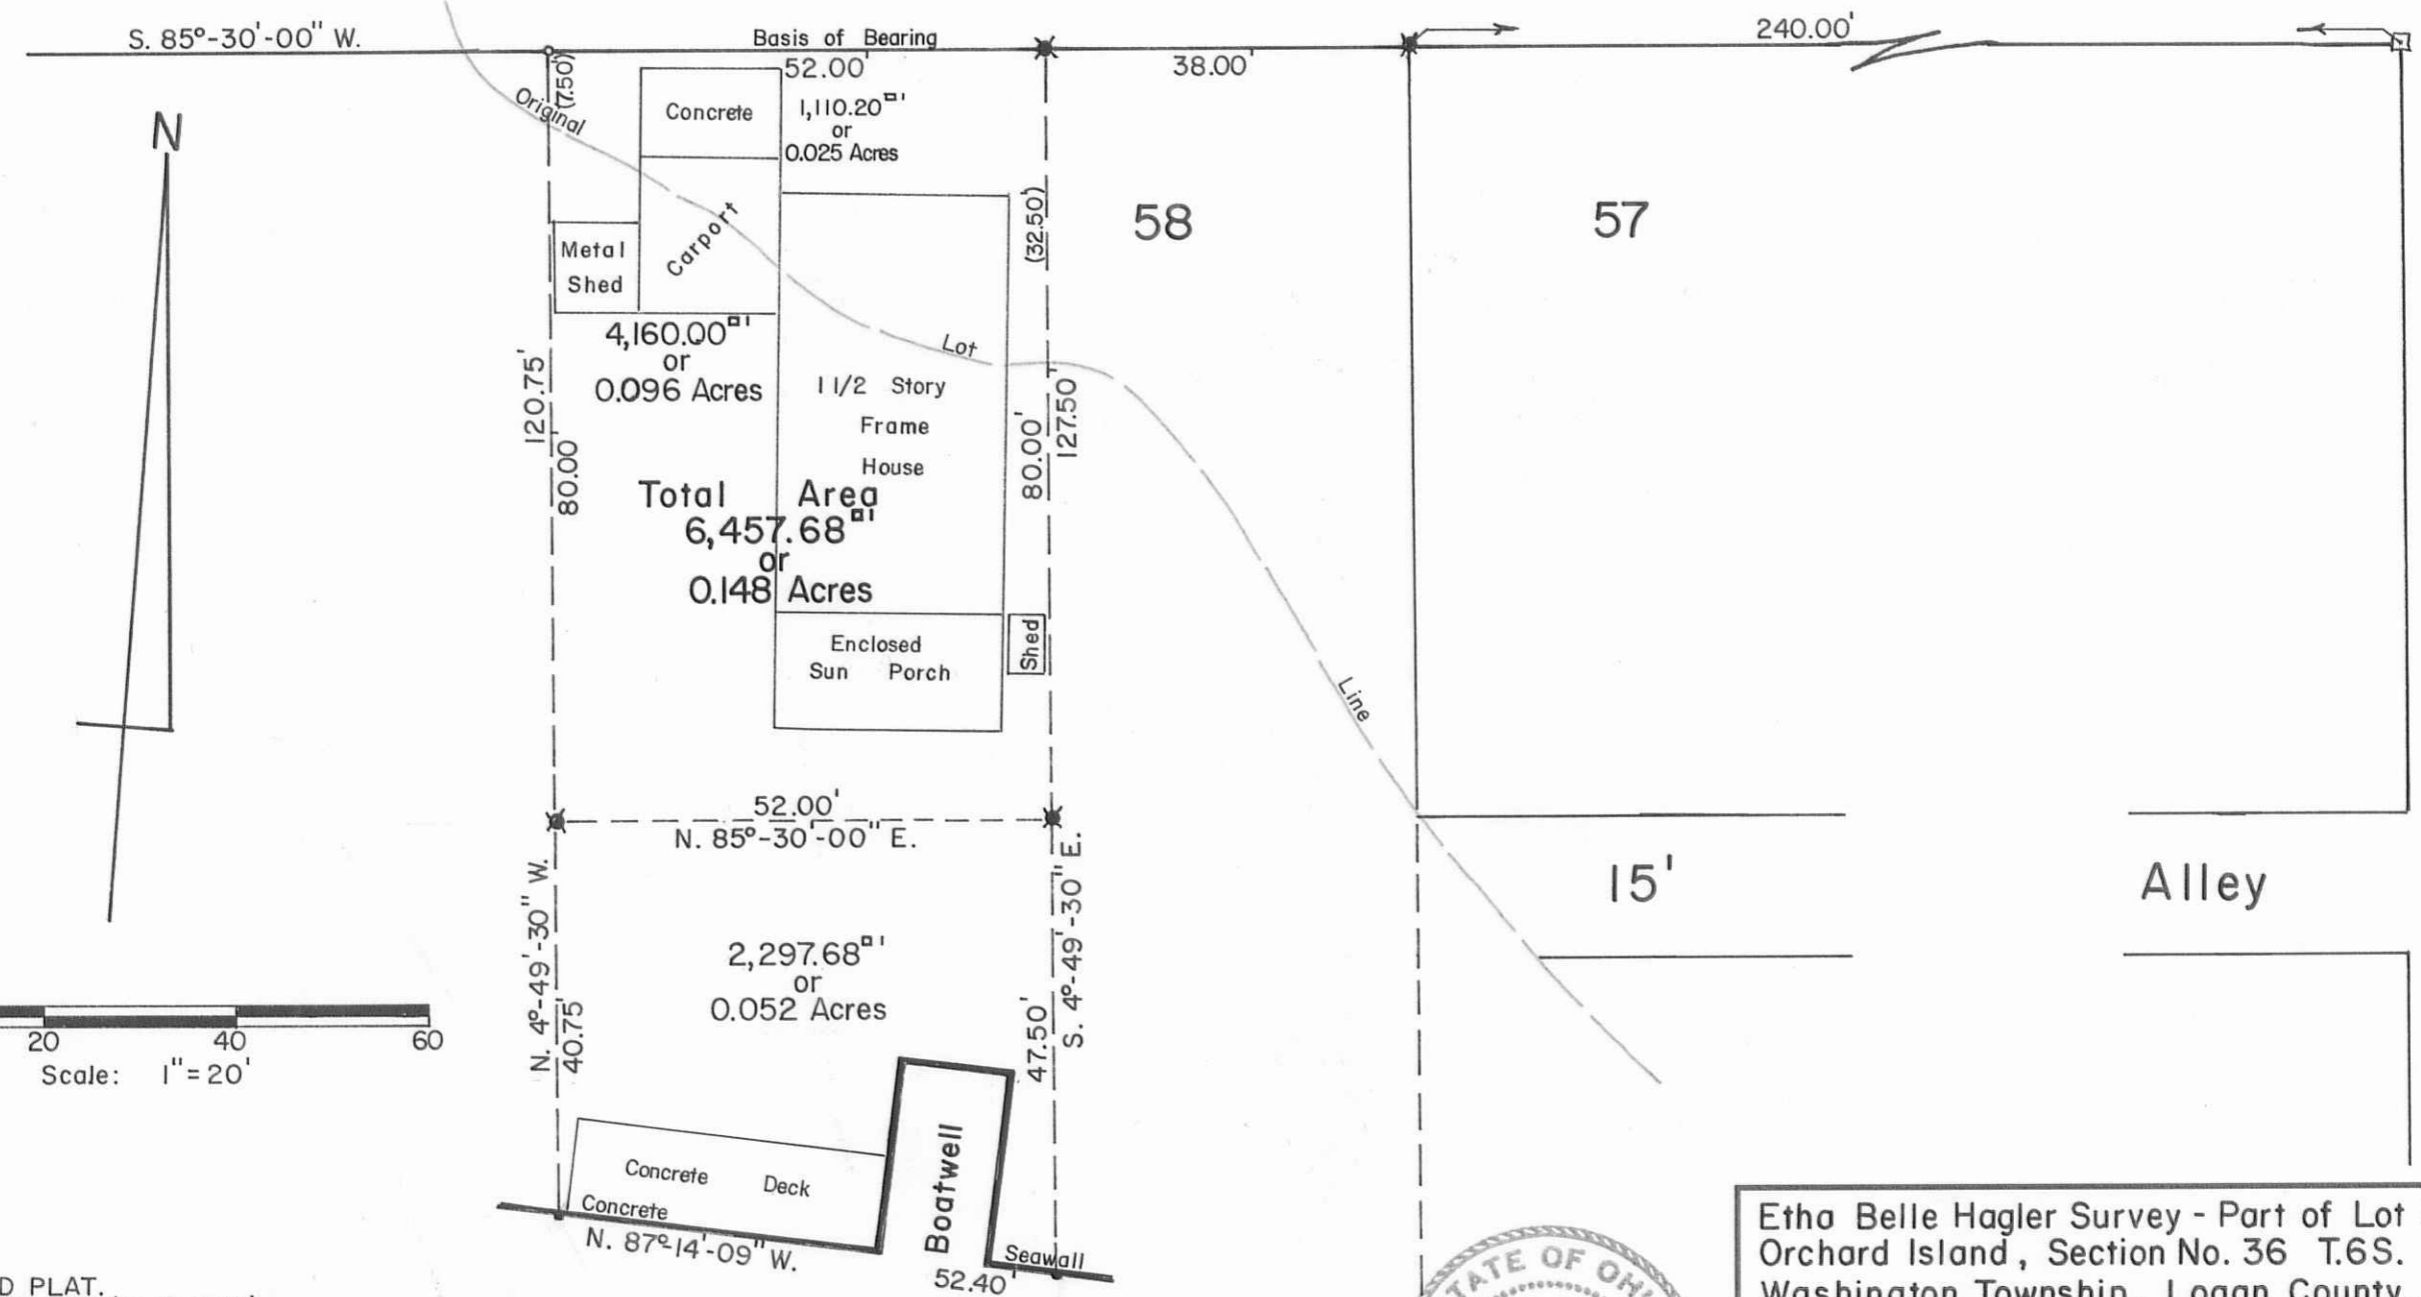 S. 85°-30'-00" W.
Basis of Bearing
52.00'
38.00'
240.00'
N
(7.50')
Original
Concrete
1,110.20▫'
or
0.025 Acres
(32.50')
58
57
Carport
Metal
Shed
Lot
4,160.00▫'
or
0.096 Acres
120.75'
80.00'
1 1/2 Story
Frame
House
80.00'
127.50'
Total Area
6,457.68▫'
or
0.148 Acres
Enclosed
Sun Porch
Shed
Line
52.00'
N. 85°-30'-00" E.
15' Alley
N. 4°-49'-30" W.
40.75'
2,297.68▫'
or
0.052 Acres
47.50'
S. 4°-49'-30" E.
20 40 60
Scale: 1"=20'
Concrete Deck
Concrete
Boatwell
Seawall
N. 87°-14'-09" W.
52.40'
Etha Belle Hagler Survey - Part of Lot
Orchard Island, Section No. 36 T.6S.
Washington Township, Logan County
STATE OF OHI
D PLAT.